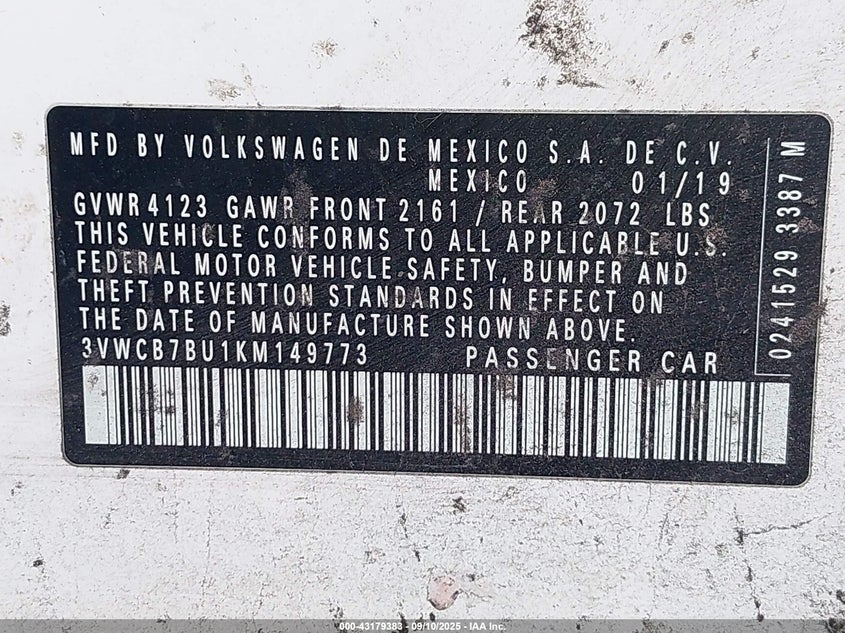 MFD BY VOLKSWAGEN DE MEXICO S.A. DE C.V.
MEXICO 01/19
GVWR 4123 GAWR FRONT 2161 / REAR 2072 LBS
THIS VEHICLE CONFORMS TO ALL APPLICABLE U.S.
FEDERAL MOTOR VEHICLE SAFETY, BUMPER AND
THEFT PREVENTION STANDARDS IN EFFECT ON
THE DATE OF MANUFACTURE SHOWN ABOVE.
3VWCB7BU1KM149773 PASSENGER CAR
0241529 3387 M
000-43179383 - 09/10/2025 - IAA Inc.